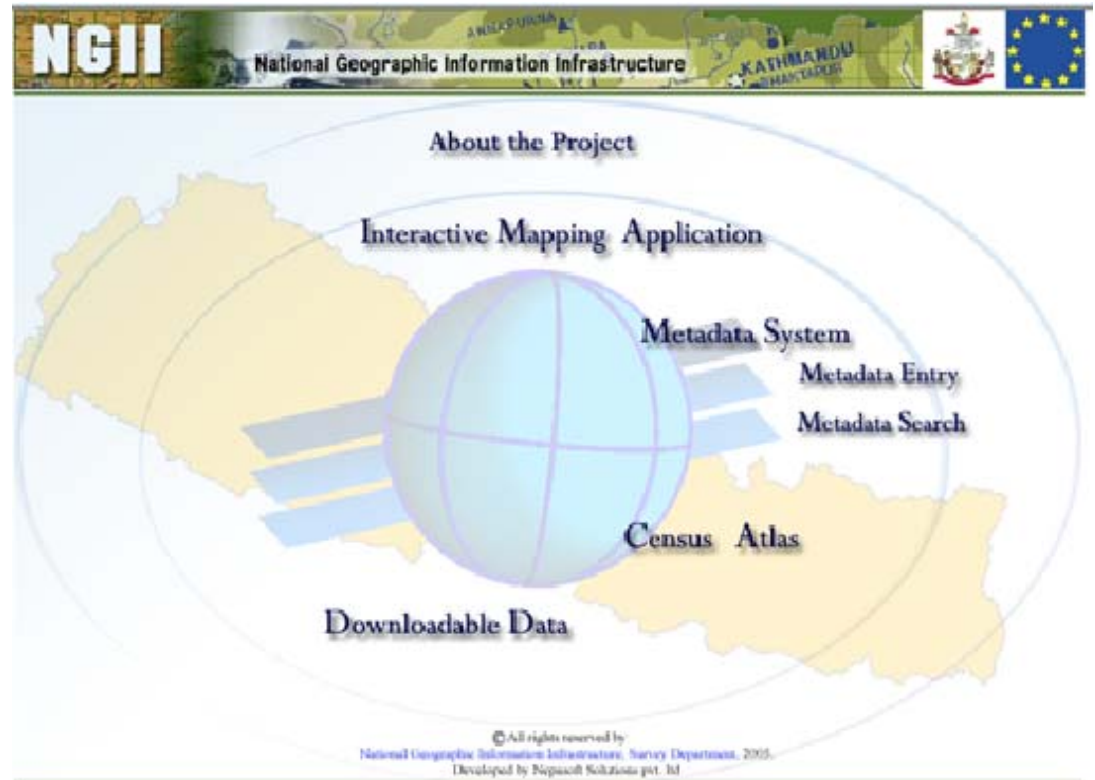 NGII
National Geographic Information Infrastructure
ANNAPURNA
KATHMANDU
BHAKTAPUR
About the Project
Interactive Mapping Application
Metadata System
Metadata Entry
Metadata Search
Census Atlas
Downloadable Data
© All rights reserved by
National Geographic Information Infrastructure, Survey Department, 2005.
Developed by Nepasoft Solutions pvt. ltd